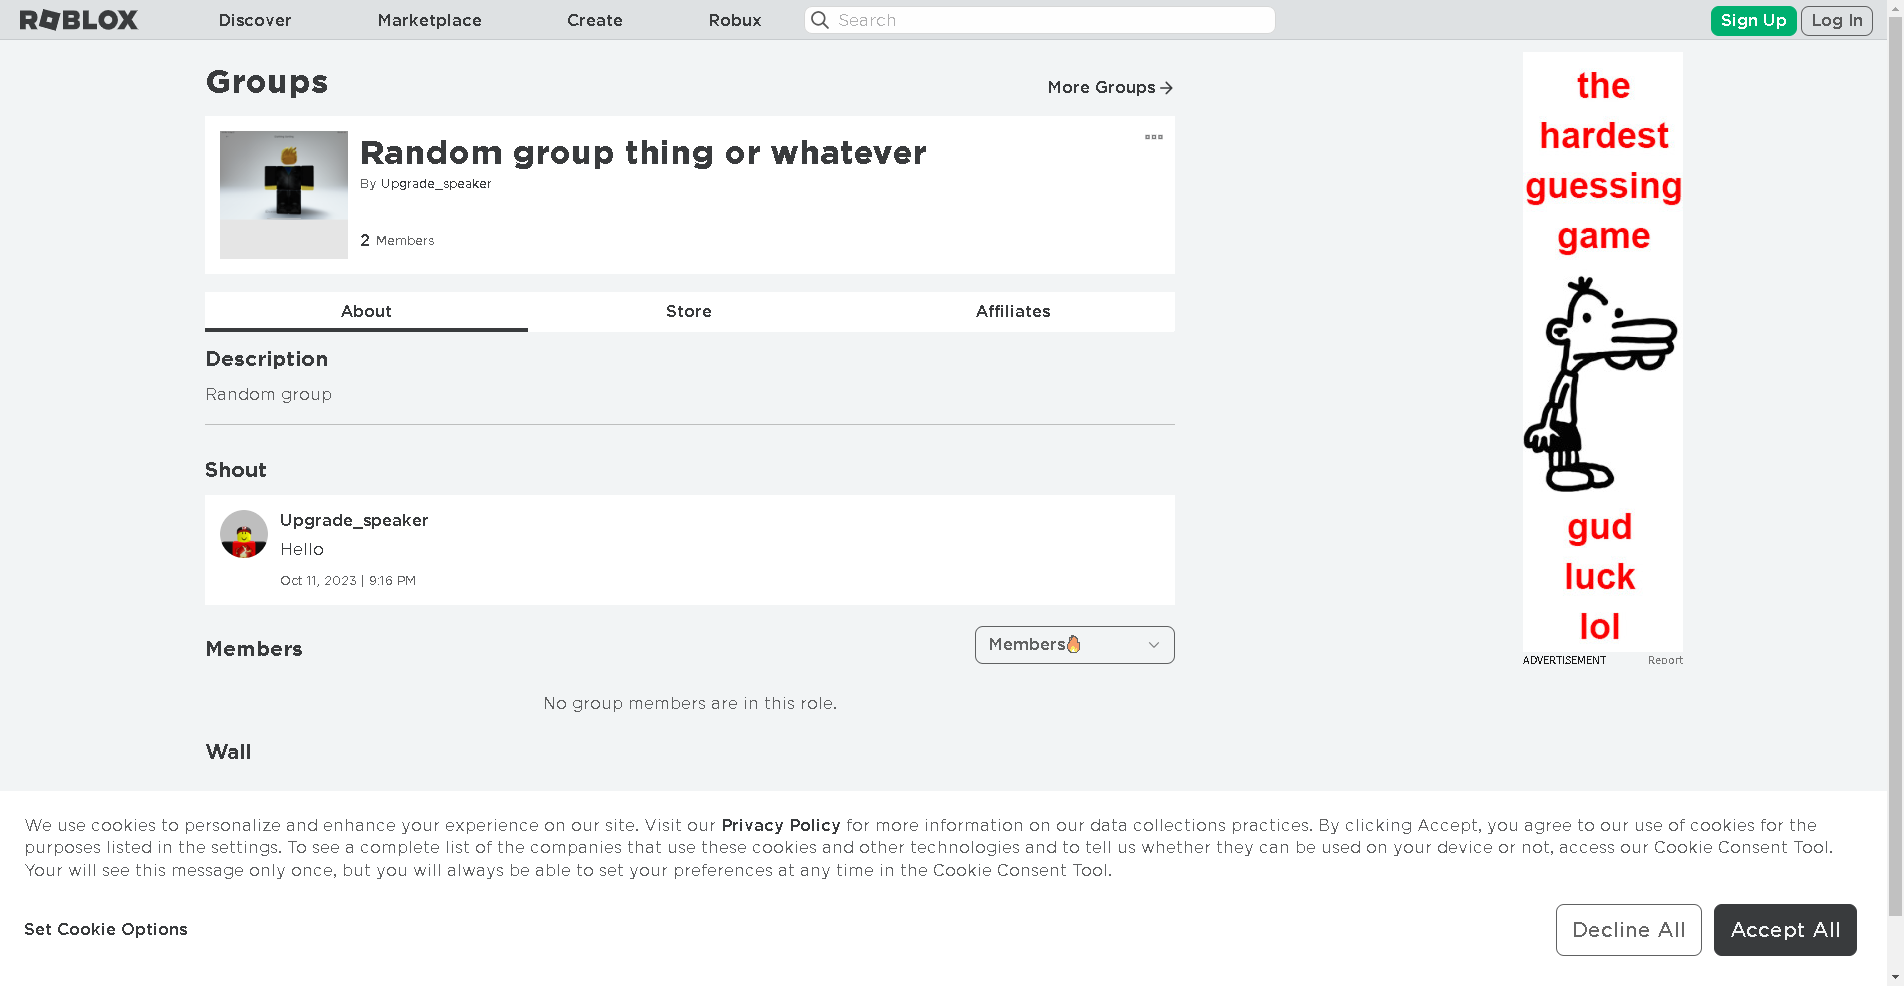 ROBLOX Discover Marketplace Create Robux Search Sign Up Log In
Groups
More Groups
Random group thing or whatever
By Upgrade_speaker
2 Members
About Store Affiliates
Description
Random group
Shout
Upgrade_speaker
Hello
Oct 11, 2023 | 9:16 PM
Members
Members🔥
No group members are in this role.
Wall
the
hardest
guessing
game
gud
luck
lol
ADVERTISEMENT Report
We use cookies to personalize and enhance your experience on our site. Visit our Privacy Policy for more information on our data collections practices. By clicking Accept, you agree to our use of cookies for the
purposes listed in the settings. To see a complete list of the companies that use these cookies and other technologies and to tell us whether they can be used on your device or not, access our Cookie Consent Tool.
Your will see this message only once, but you will always be able to set your preferences at any time in the Cookie Consent Tool.
Set Cookie Options
Decline All Accept All